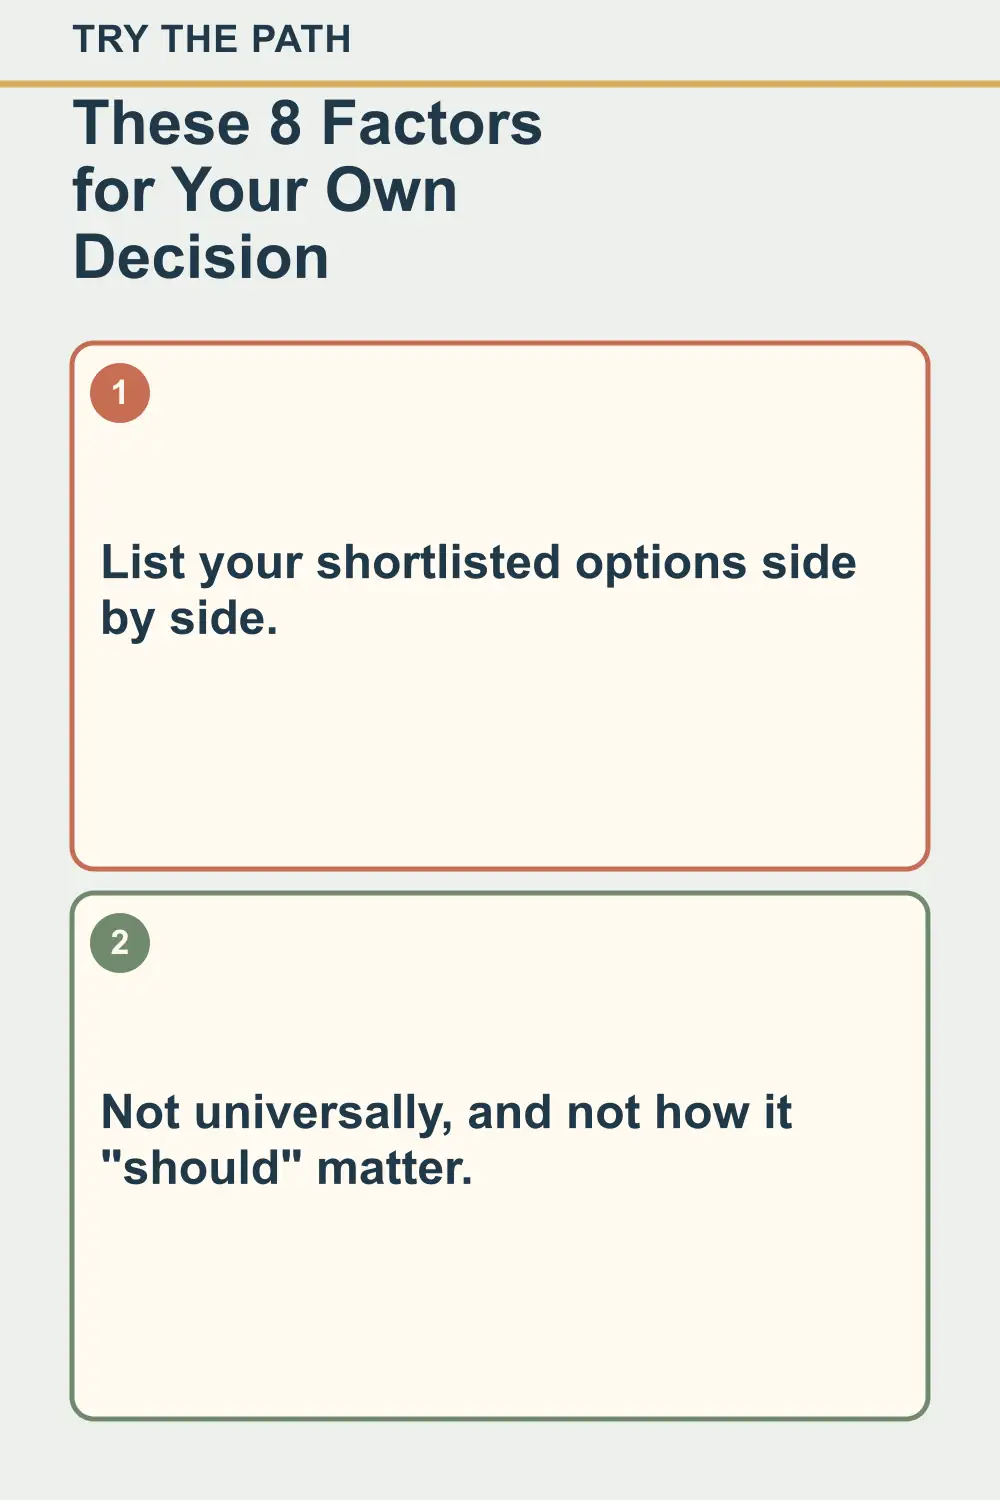 TRY THE PATH
These 8 Factors
for Your Own
Decision
1
List your shortlisted options side
by side.
2
Not universally, and not how it
"should" matter.